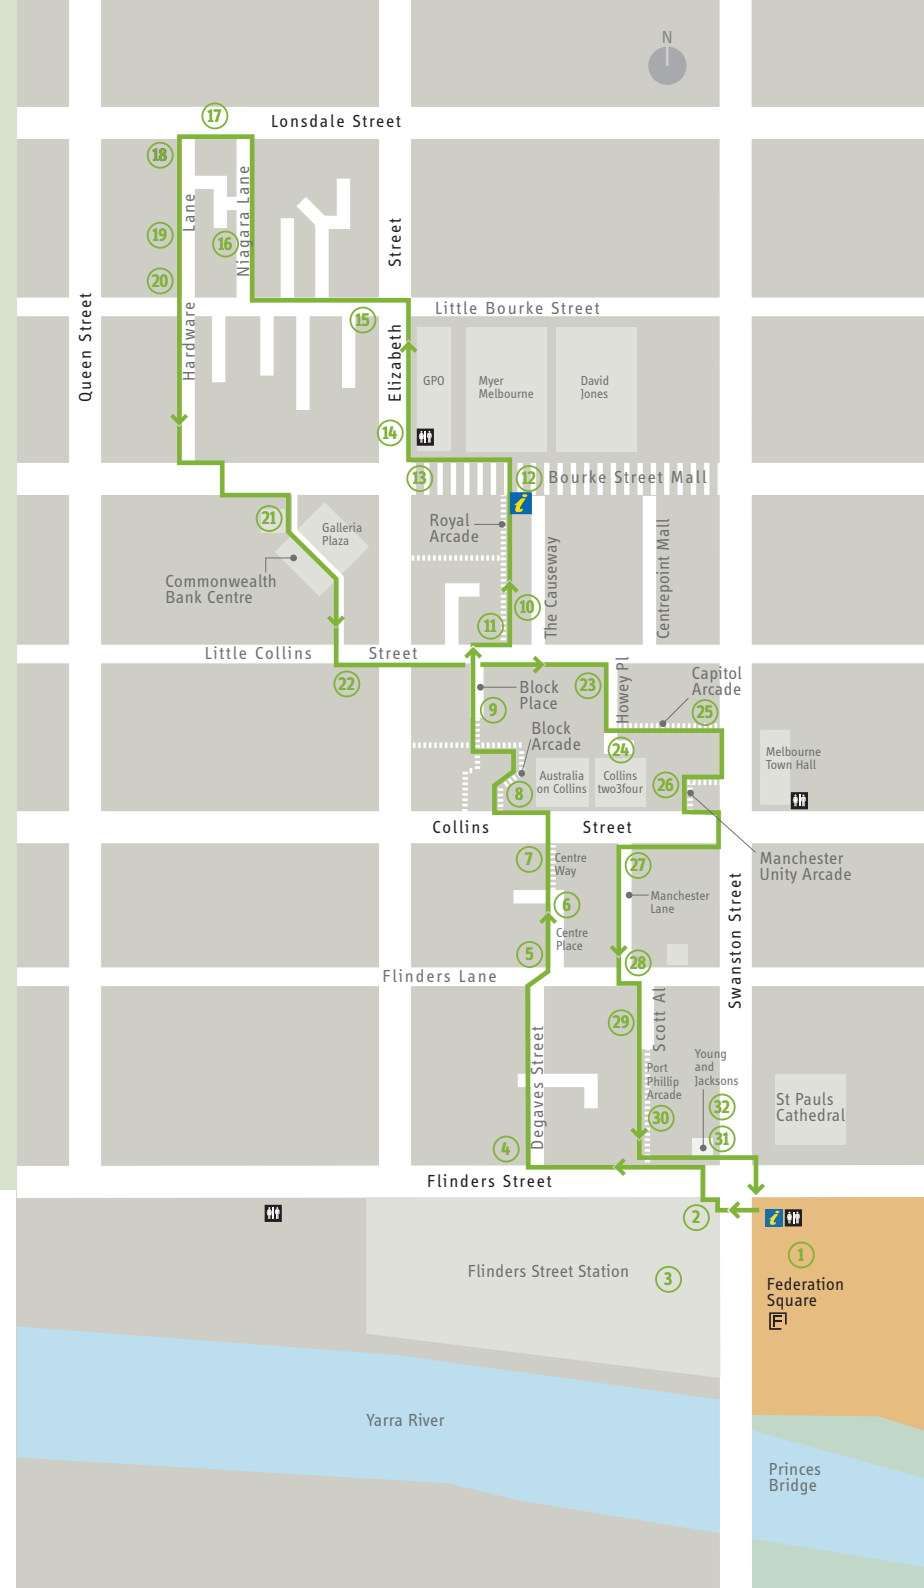 N
17
Lonsdale Street
18
Lane
Niagara Lane
19
16
Street
20
Queen Street
Hardware
Little Bourke Street
15
Elizabeth
GPO
Myer
Melbourne
David
Jones
14
13
12
Bourke Street Mall
i
21
Galleria
Plaza
Royal
Arcade
The Causeway
Centrepoint Mall
Commonwealth
Bank Centre
10
11
Little Collins
Street
22
23
Howey Pl
Capitol
Arcade
Block
Place
9
25
Block
Arcade
24
Melbourne
Town Hall
Australia
on Collins
Collins
two3four
26
8
Collins
Street
7
Centre
Way
27
Manchester
Unity Arcade
6
Manchester
Lane
Swanston Street
Centre
Place
5
28
Flinders Lane
Scott Al
29
Degaves Street
Young
and
Jacksons
Port
Phillip
Arcade
32
St Pauls
Cathedral
30
31
4
Flinders Street
2
i
1
Flinders Street Station
3
Federation
Square
F
Yarra River
Princes
Bridge